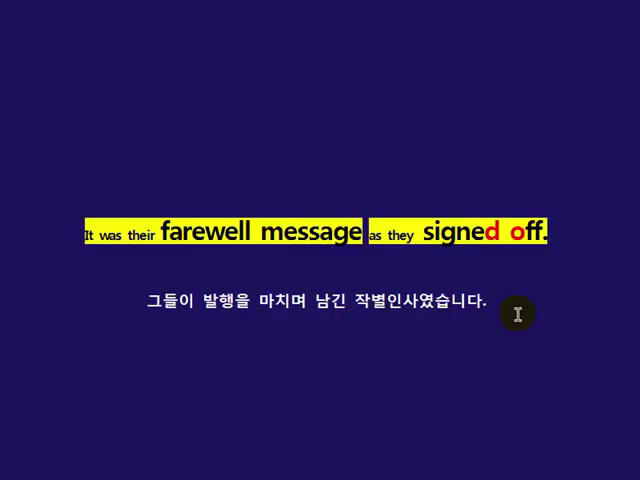 It was their farewell message as they signed off.
그들이 발행을 마치며 남긴 작별인사였습니다.